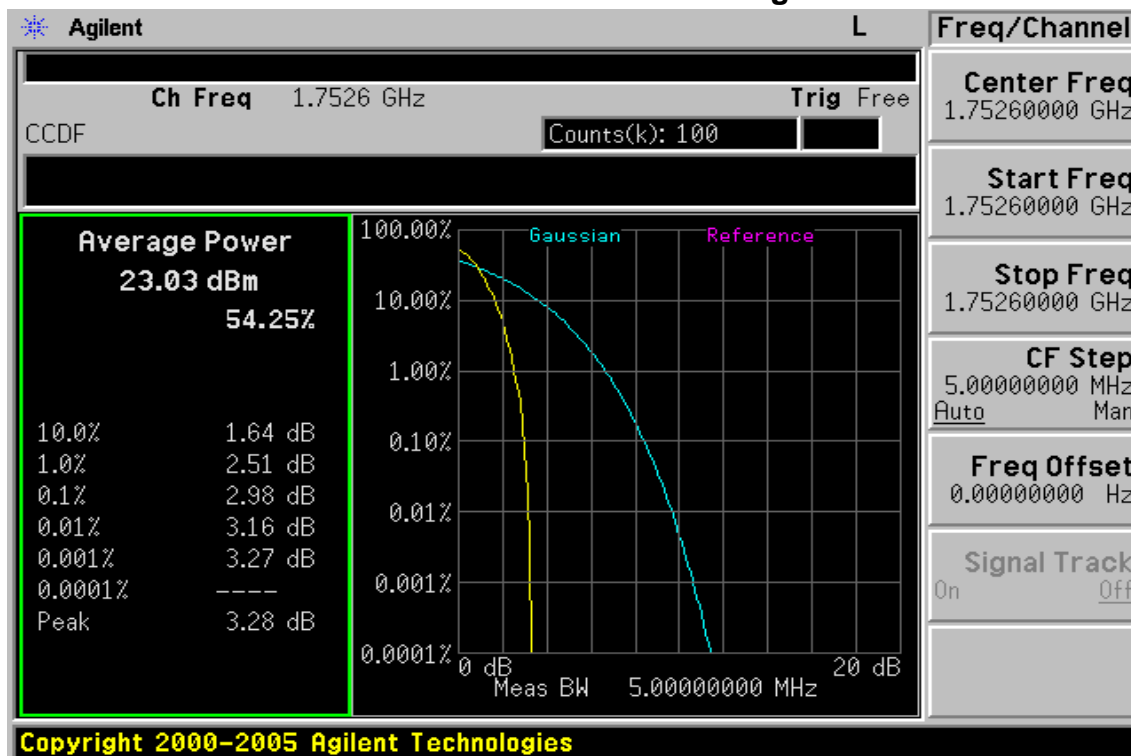 Agilent L Freq/Channel
Ch Freq 1.7526 GHz Trig Free
CCDF Counts(k): 100
Center Freq
1.75260000 GHz
Start Freq
1.75260000 GHz
Stop Freq
1.75260000 GHz
CF Step
5.00000000 MHz
Auto Man
Freq Offset
0.00000000 Hz
Signal Track
On Off
Average Power
23.03 dBm
54.25%
10.0% 1.64 dB
1.0% 2.51 dB
0.1% 2.98 dB
0.01% 3.16 dB
0.001% 3.27 dB
0.0001% ----
Peak 3.28 dB
Gaussian Reference
100.00%
10.00%
1.00%
0.10%
0.01%
0.001%
0.0001%
0 dB 20 dB
Meas BW 5.00000000 MHz
Copyright 2000-2005 Agilent Technologies